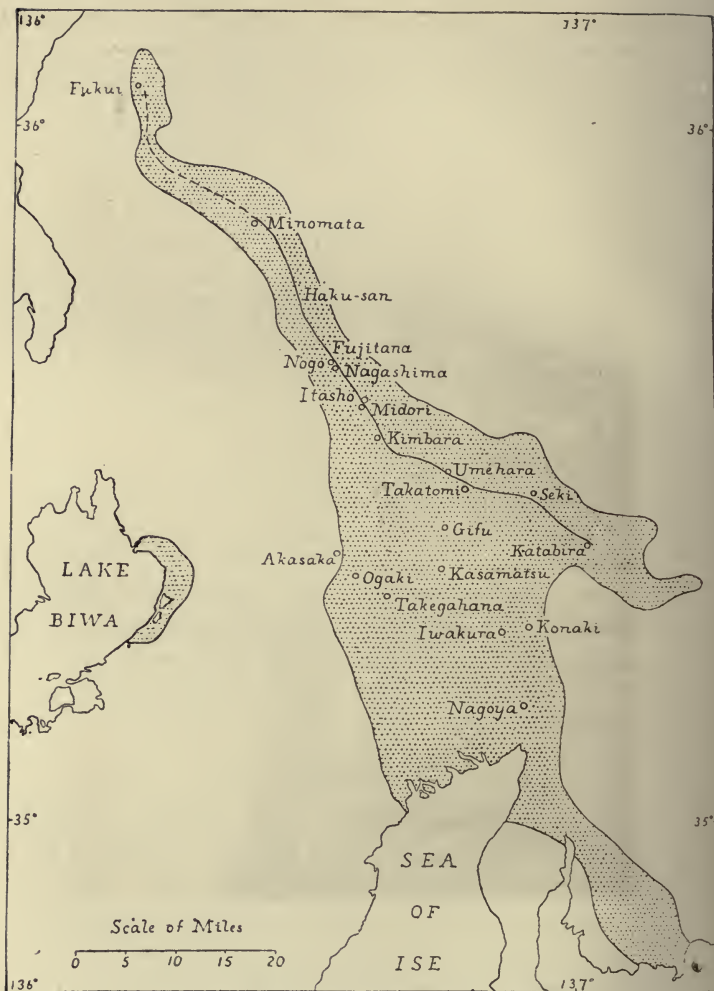 136°
137°
Fukui
36°
36°
Minomata
Haku-san
Fujitana
Nogo
Nagashima
Itasho
Midori
Kimbara
Umehara
Takatomi
Seki
Gifu
Katabira
Akasaka
LAKE
BIWA
Ogaki
Kasamatsu
Takegahana
Iwakura
Konaki
Nagoya
35°
35°
SEA
OF
ISE
Scale of Miles
0 5 10 20
136°
137°